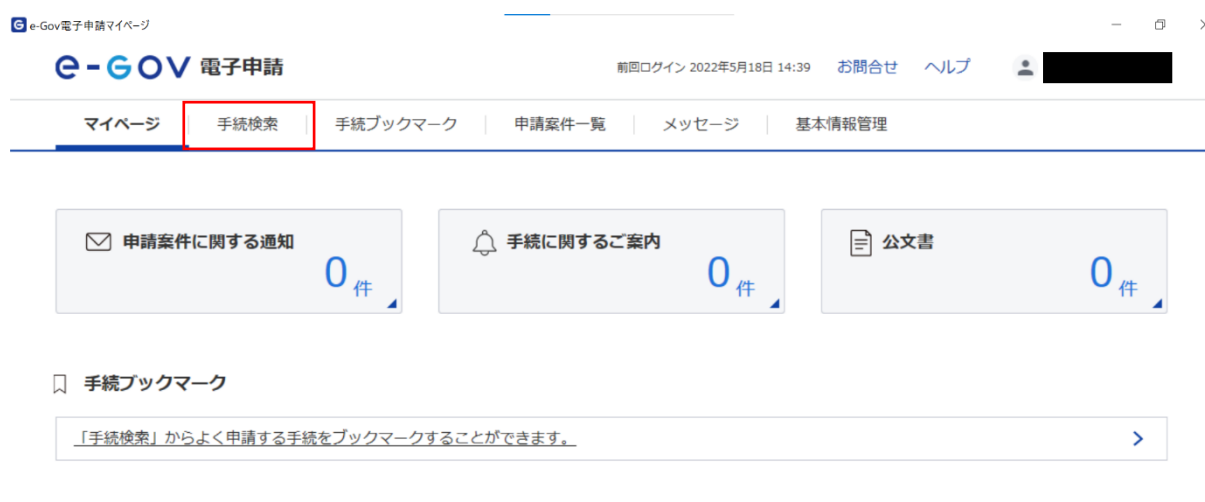 e-Gov電子申請マイページ
e-GOV 電子申請
前回ログイン 2022年5月18日 14:39 お問合せ ヘルプ
マイページ 手続検索 手続ブックマーク 申請案件一覧 メッセージ 基本情報管理
申請案件に関する通知
0 件
手続に関するご案内
0 件
公文書
0 件
手続ブックマーク
「手続検索」からよく申請する手続をブックマークすることができます。